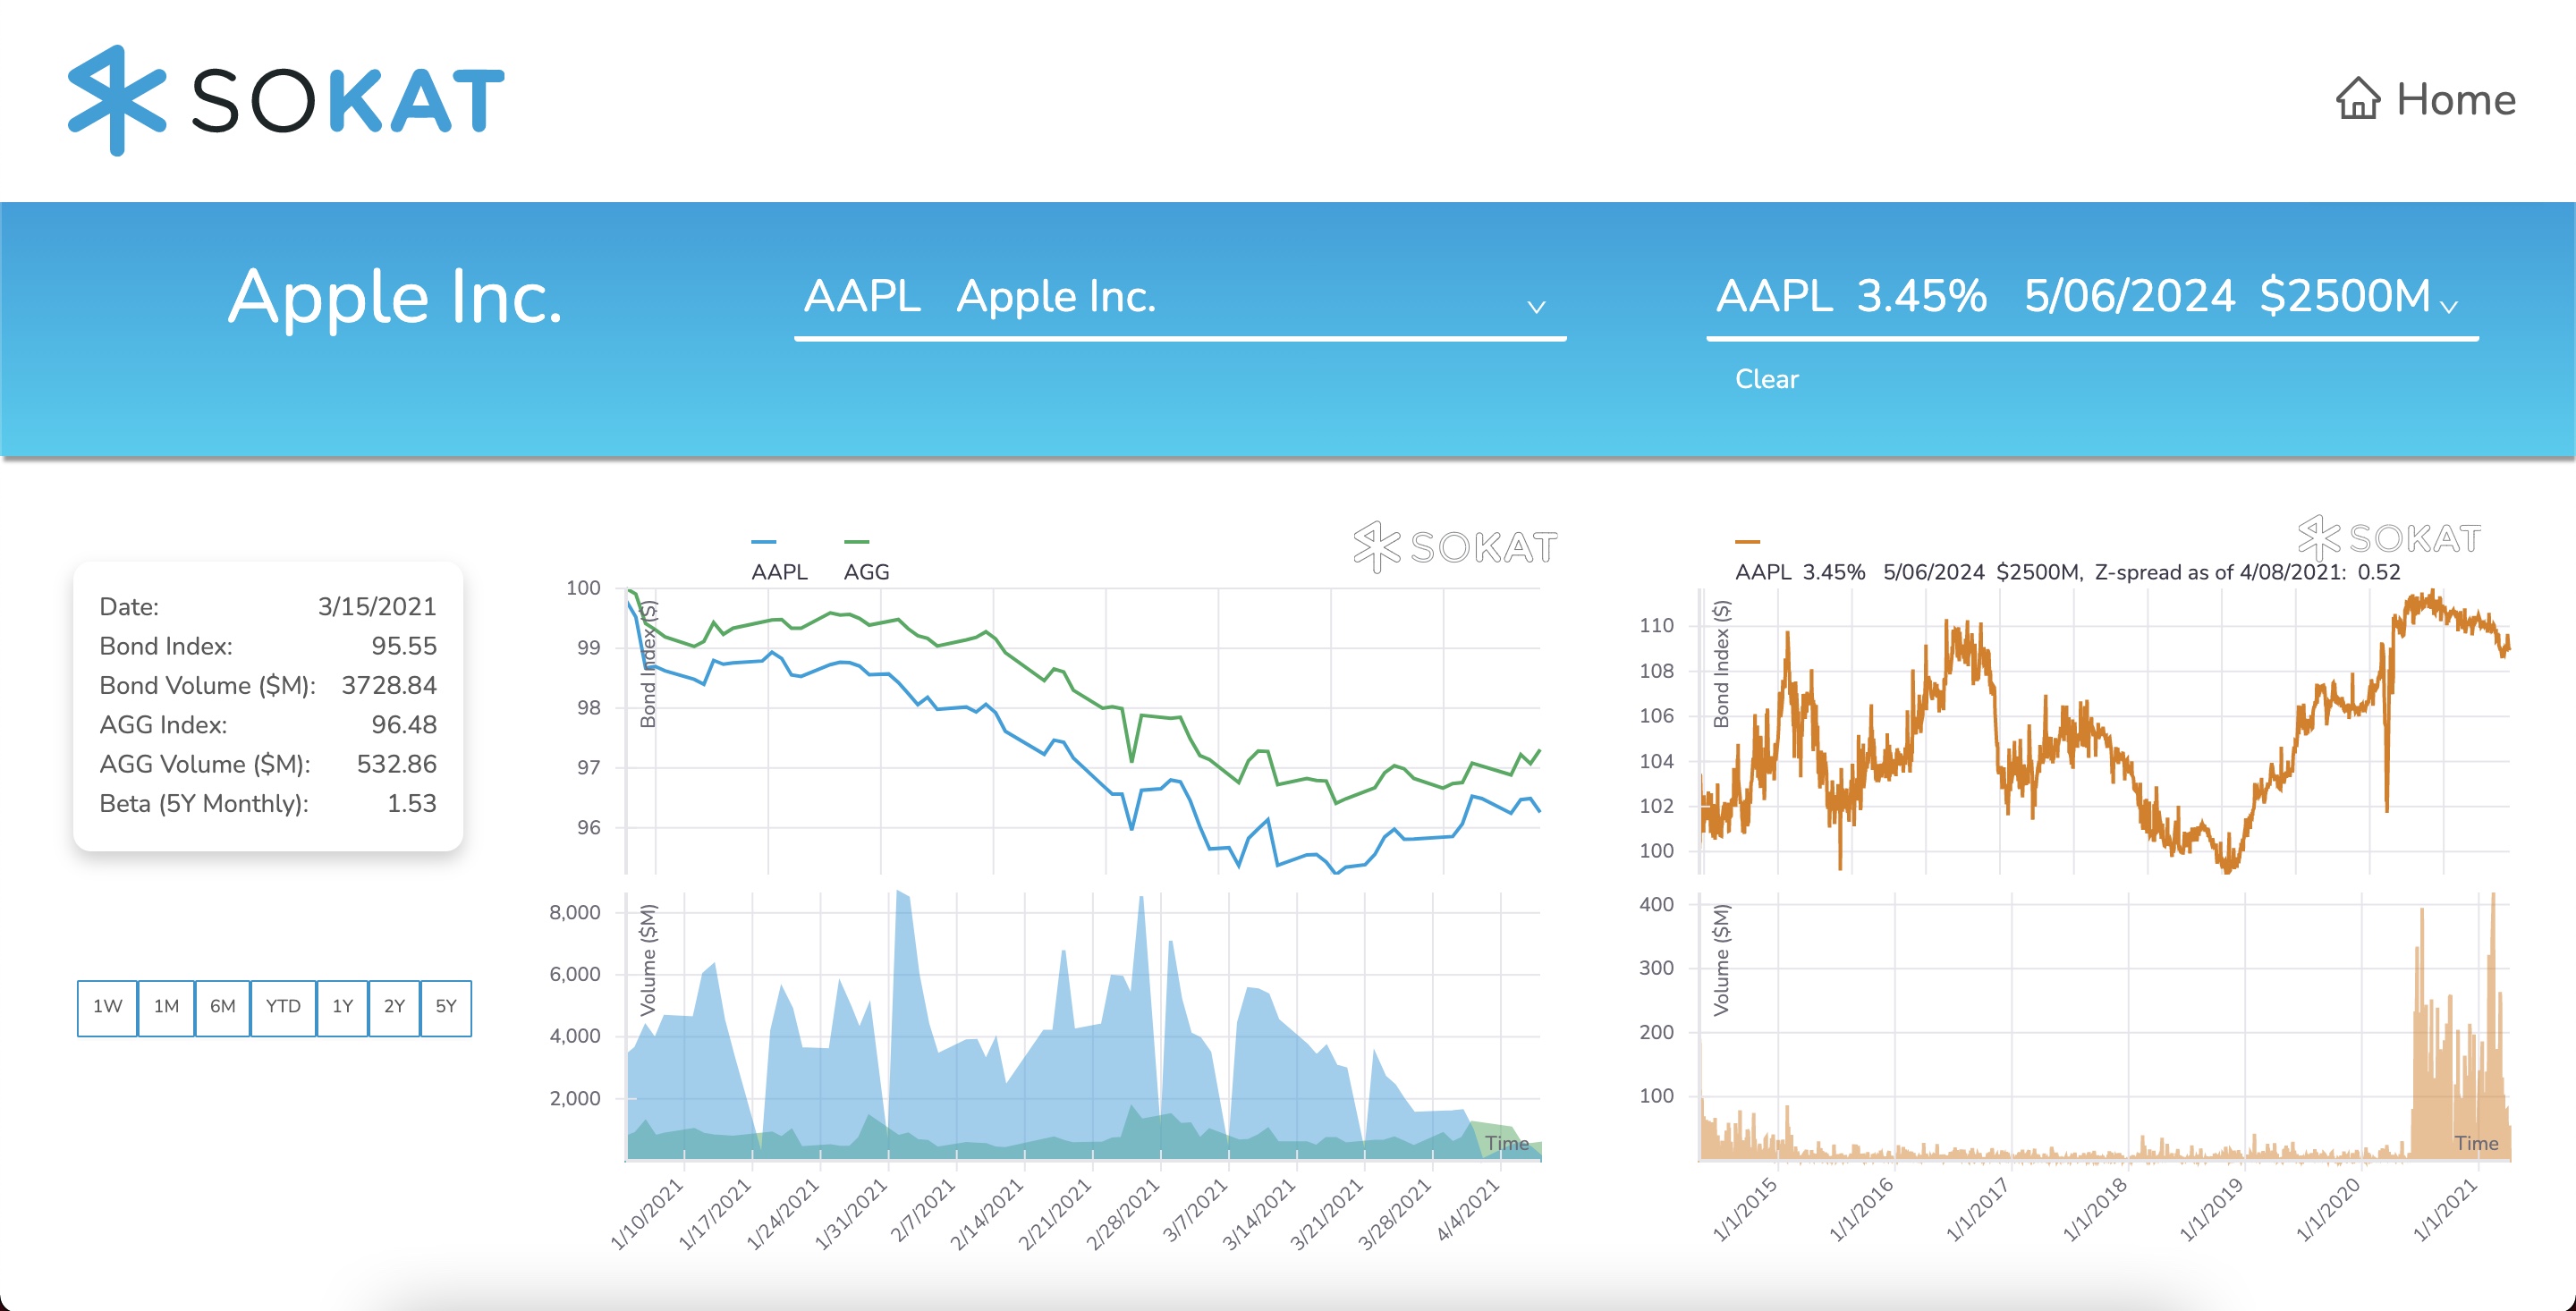 SOKAT
Home
Apple Inc.
AAPL Apple Inc.
AAPL 3.45% 5/06/2024 $2500M
Clear
Date: 3/15/2021
Bond Index: 95.55
Bond Volume ($M): 3728.84
AGG Index: 96.48
AGG Volume ($M): 532.86
Beta (5Y Monthly): 1.53
1W 1M 6M YTD 1Y 2Y 5Y
SOKAT
AAPL AGG
100
99
98
97
96
Bond Index ($)
8,000
6,000
4,000
2,000
Volume ($M)
Time
1/10/2021 1/17/2021 1/24/2021 1/31/2021 2/7/2021 2/14/2021 2/21/2021 2/28/2021 3/7/2021 3/14/2021 3/21/2021 3/28/2021 4/4/2021
SOKAT
AAPL 3.45% 5/06/2024 $2500M, Z-spread as of 4/08/2021: 0.52
110
108
106
104
102
100
Bond Index ($)
400
300
200
100
Volume ($M)
Time
1/1/2015 1/1/2016 1/1/2017 1/1/2018 1/1/2019 1/1/2020 1/1/2021